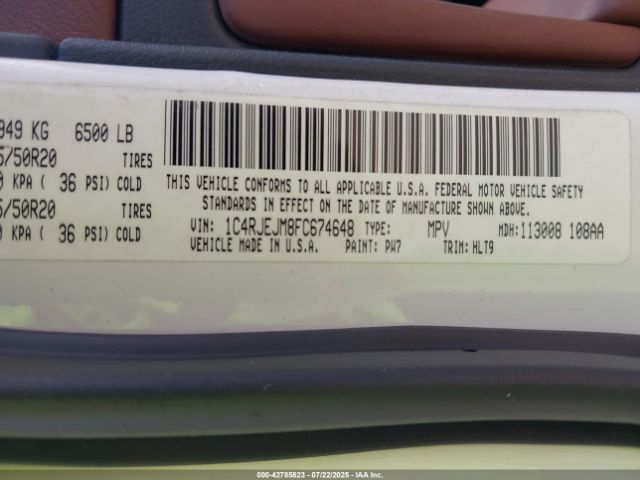 949 KG 6500 LB
/50R20 TIRES
KPA ( 36 PSI) COLD
/50R20 TIRES
KPA ( 36 PSI) COLD
THIS VEHICLE CONFORMS TO ALL APPLICABLE U.S.A. FEDERAL MOTOR VEHICLE SAFETY
STANDARDS IN EFFECT ON THE DATE OF MANUFACTURE SHOWN ABOVE.
VIN: 1C4RJEJM8FC674648 TYPE: MPV MDH:113008 108AA
VEHICLE MADE IN U.S.A. PAINT: PW7 TRIM: HLT9
000-42785823 | 07/22/2025 - IAA Inc.